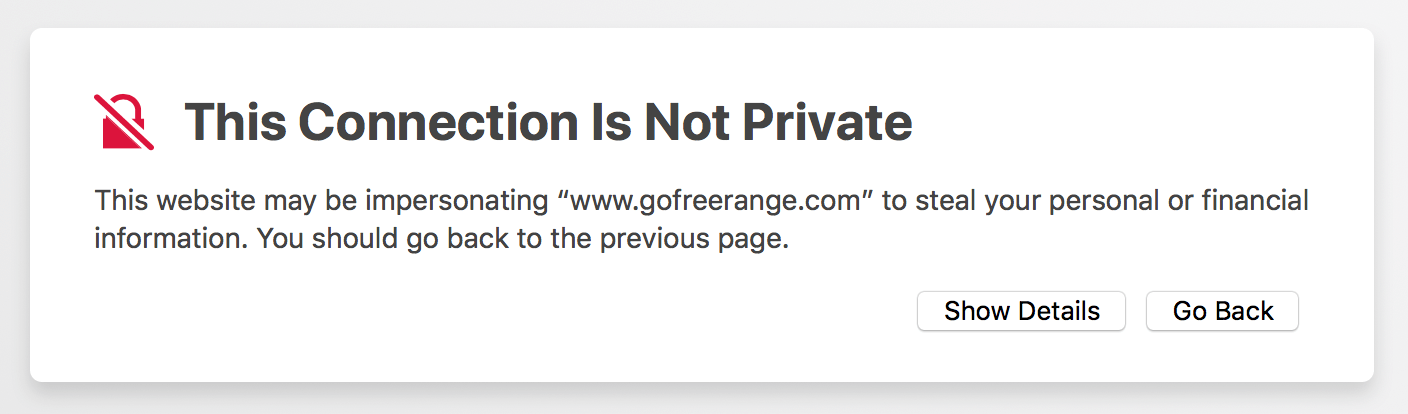 This Connection Is Not Private
This website may be impersonating “www.gofreerange.com” to steal your personal or financial
information. You should go back to the previous page.
Show Details
Go Back